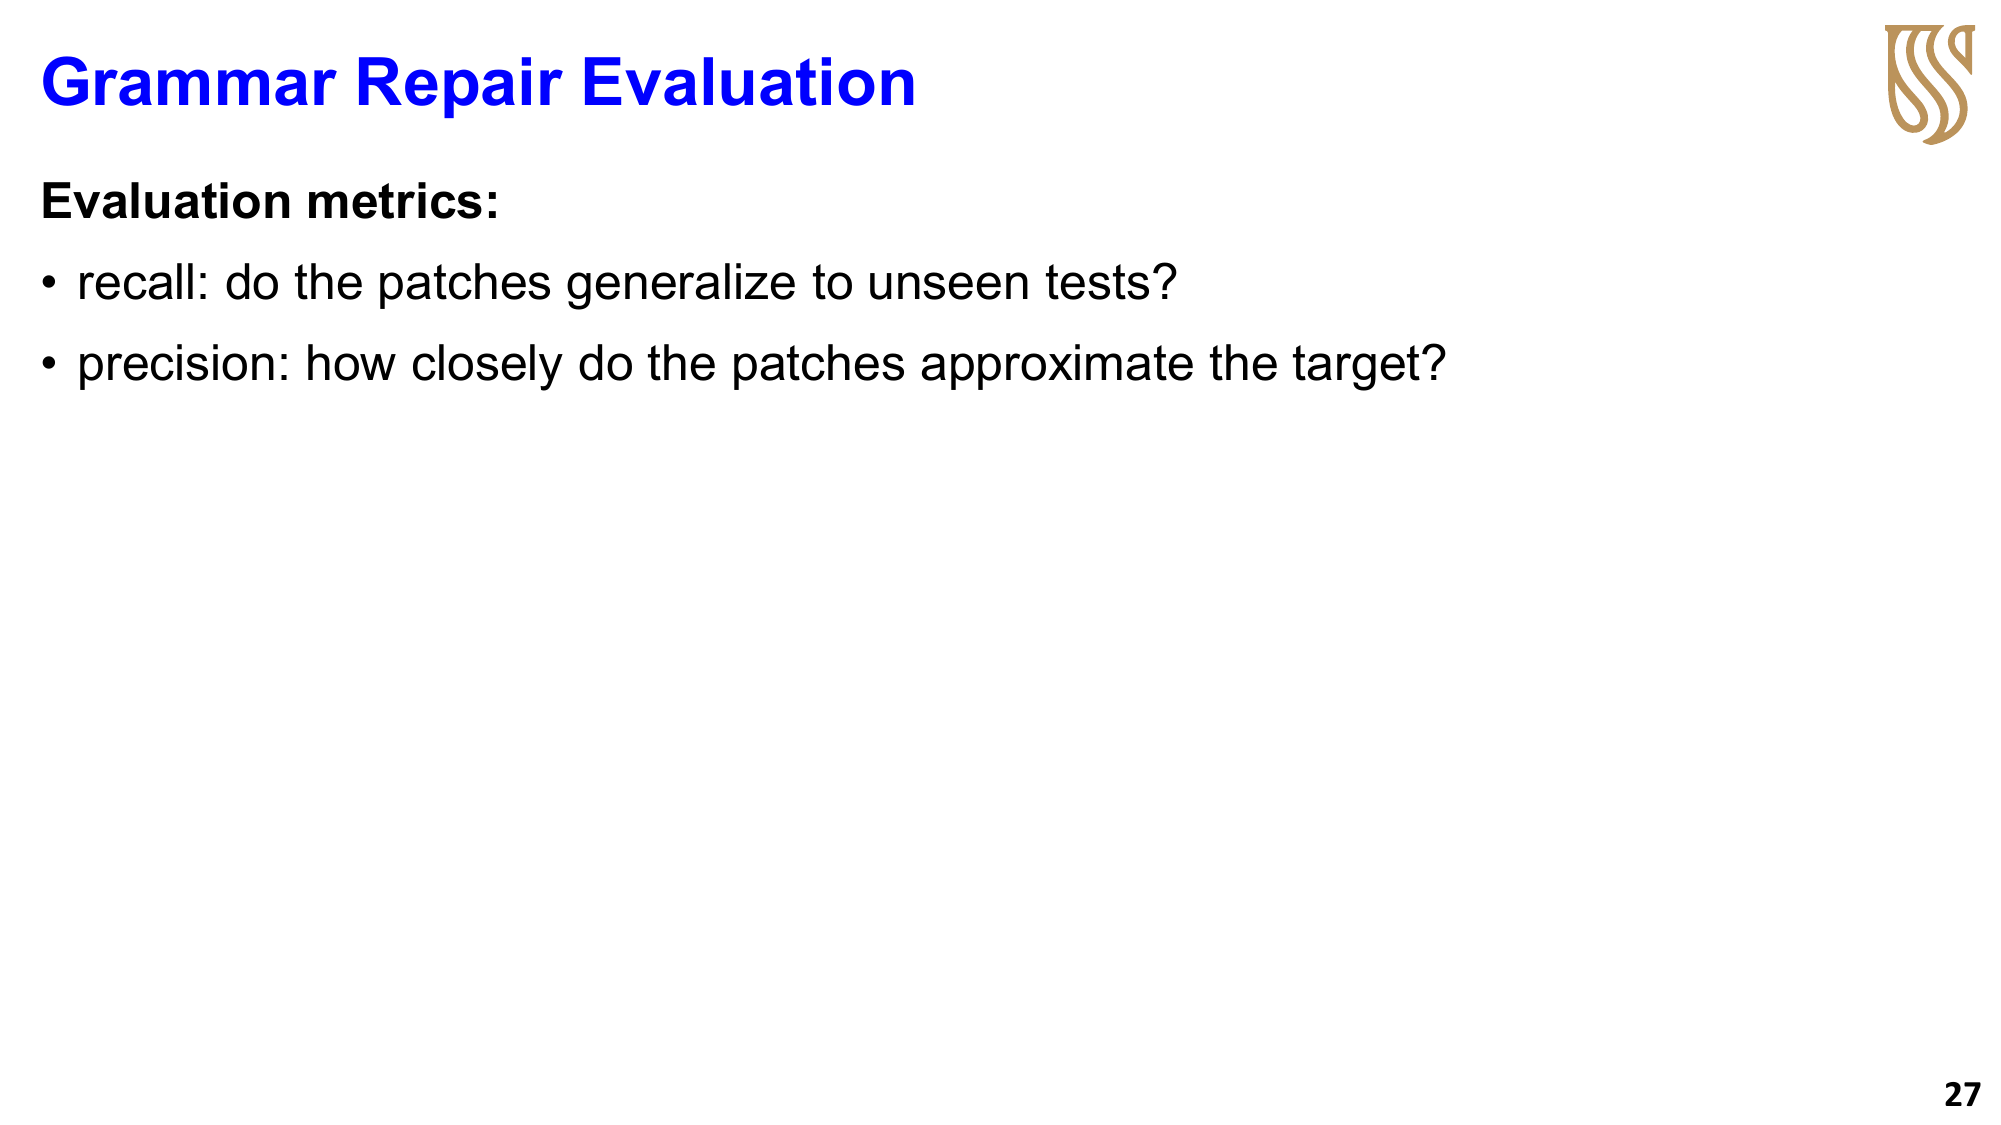 Grammar Repair Evaluation
Evaluation metrics:
• recall: do the patches generalize to unseen tests?
• precision: how closely do the patches approximate the target?
27